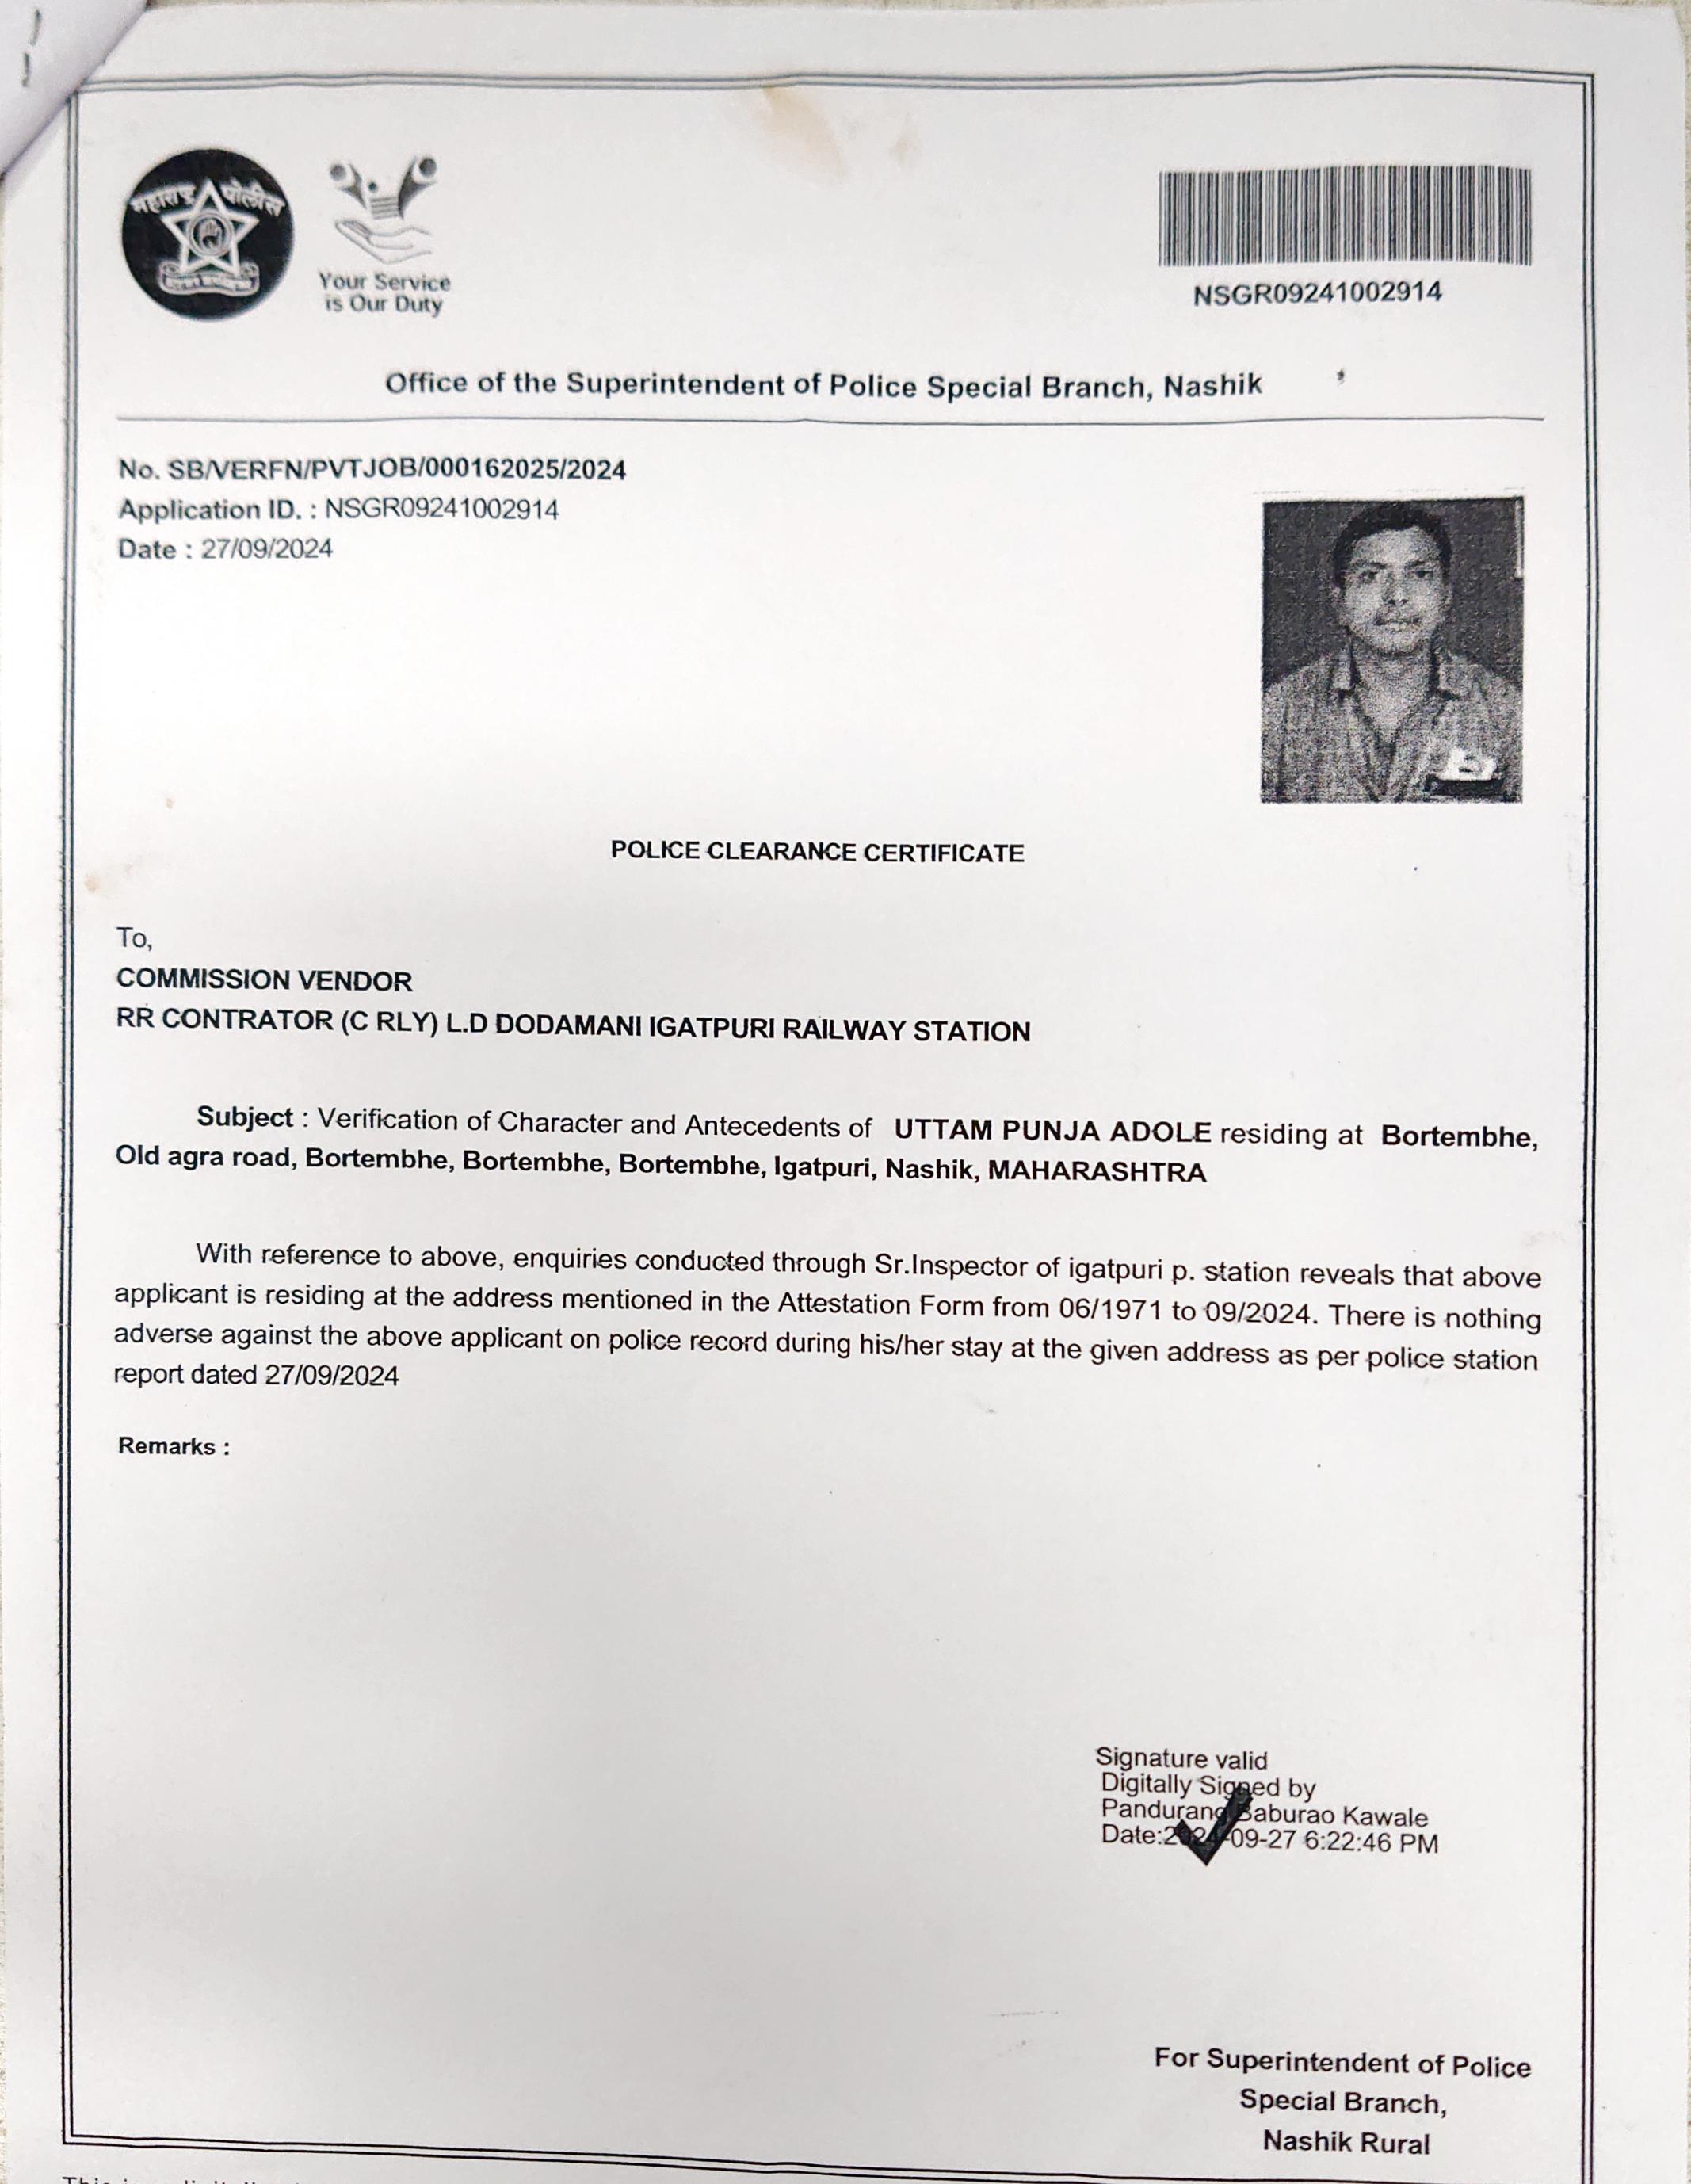 महाराष्ट्र पोलीस
Your Service
is Our Duty
NSGR09241002914
Office of the Superintendent of Police Special Branch, Nashik
No. SB/VERFN/PVTJOB/000162025/2024
Application ID. : NSGR09241002914
Date : 27/09/2024
POLICE CLEARANCE CERTIFICATE
To,
COMMISSION VENDOR
RR CONTRATOR (C RLY) L.D DODAMANI IGATPURI RAILWAY STATION
Subject : Verification of Character and Antecedents of UTTAM PUNJA ADOLE residing at Bortembhe,
Old agra road, Bortembhe, Bortembhe, Bortembhe, Igatpuri, Nashik, MAHARASHTRA
With reference to above, enquiries conducted through Sr.Inspector of igatpuri p. station reveals that above
applicant is residing at the address mentioned in the Attestation Form from 06/1971 to 09/2024. There is nothing
adverse against the above applicant on police record during his/her stay at the given address as per police station
report dated 27/09/2024
Remarks :
Signature valid
Digitally Signed by
Pandurang Baburao Kawale
Date:2024-09-27 6:22:46 PM
For Superintendent of Police
Special Branch,
Nashik Rural